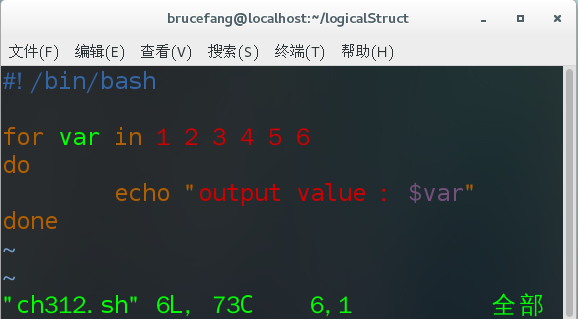 brucefang@localhost:~/logicalStruct
文件(F) 编辑(E) 查看(V) 搜索(S) 终端(T) 帮助(H)
#!/bin/bash
for var in 1 2 3 4 5 6
do
echo "output value : $var"
done
~
~
"ch312.sh" 6L, 73C 6,1 全部